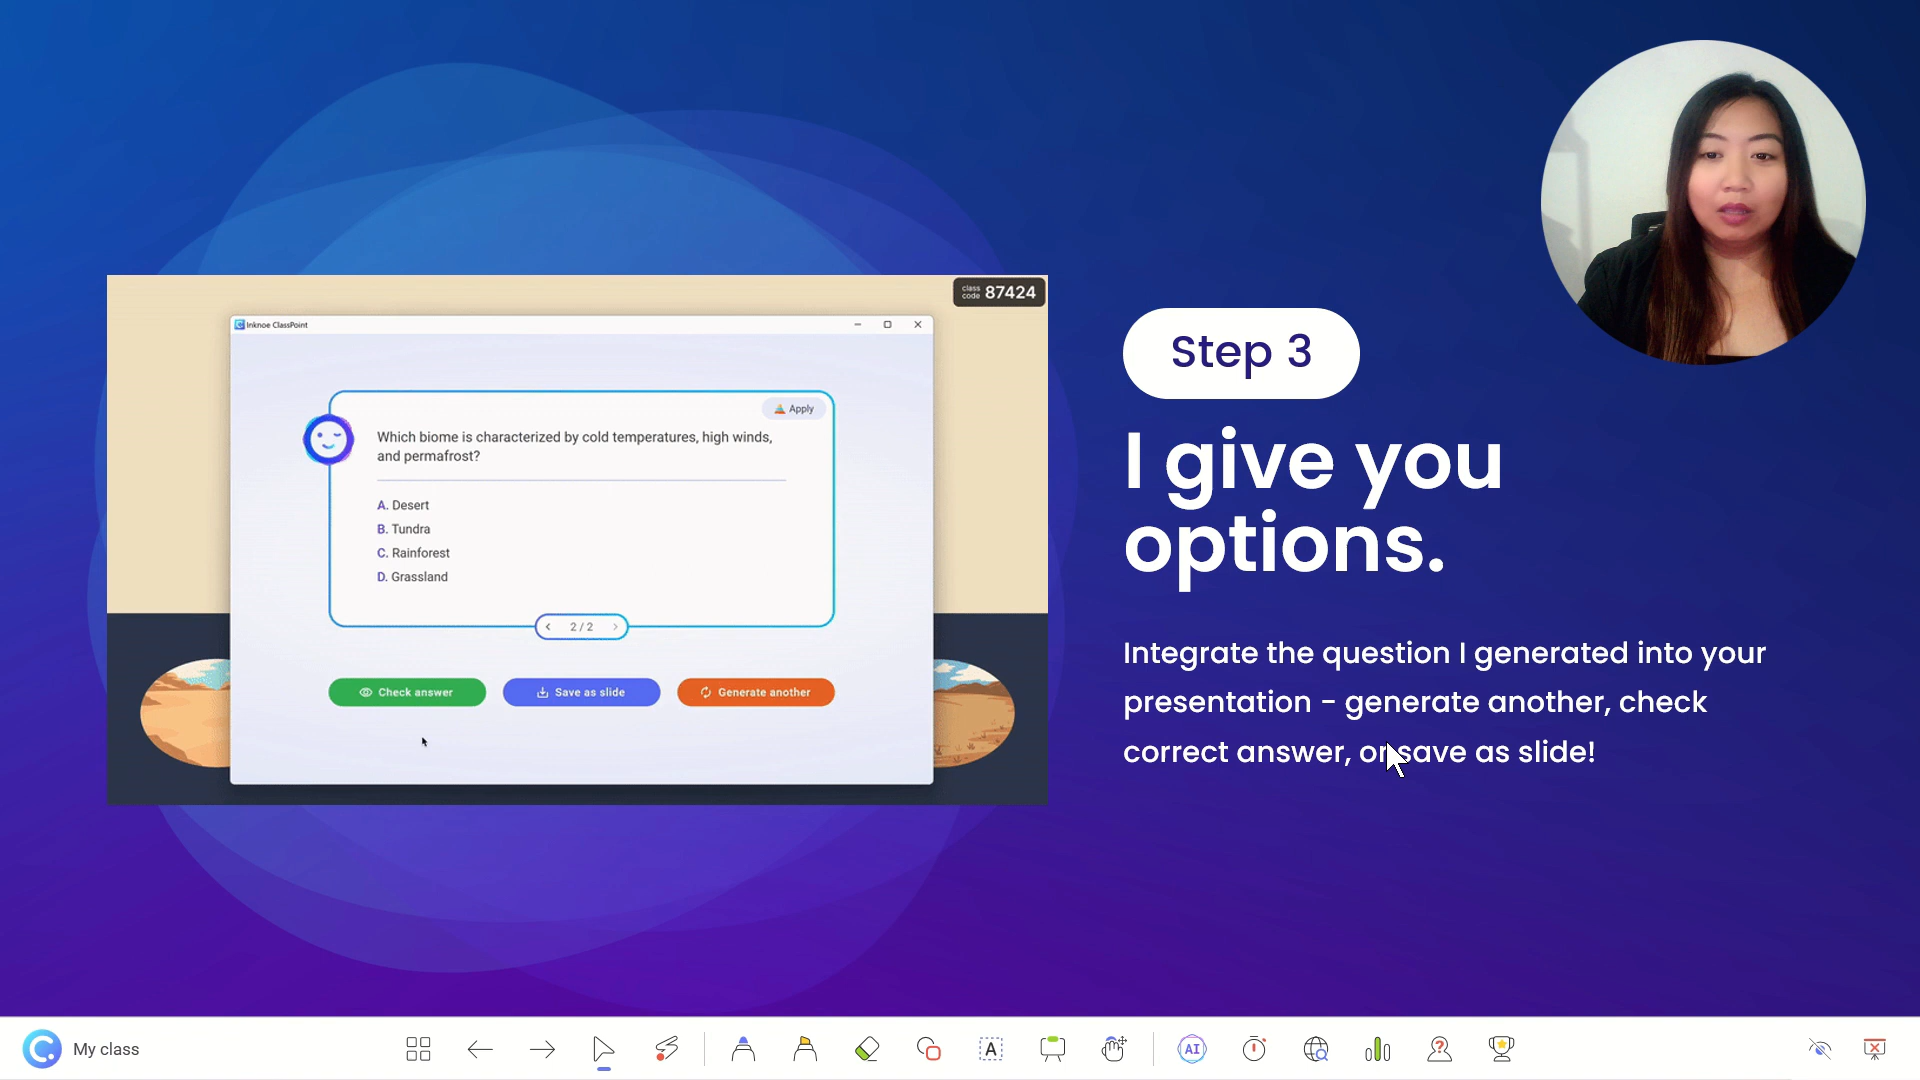 class code 87424
Inknoe ClassPoint
Apply
Which biome is characterized by cold temperatures, high winds,
and permafrost?
A. Desert
B. Tundra
C. Rainforest
D. Grassland
2 / 2
Check answer
Save as slide
Generate another
Step 3
I give you
options.
Integrate the question I generated into your
presentation - generate another, check
correct answer, or save as slide!
My class
A
AI